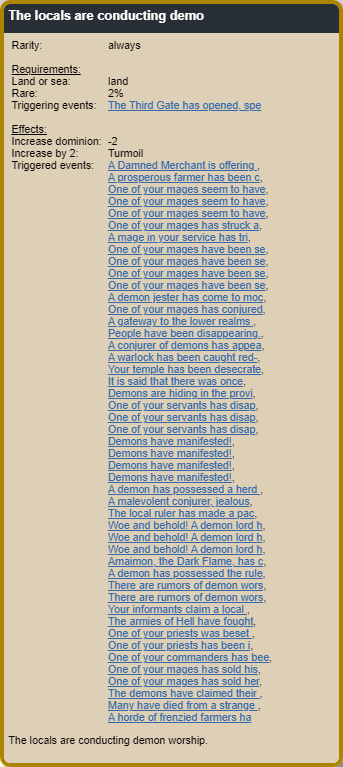 The locals are conducting demo
Rarity: always
Requirements:
Land or sea: land
Rare: 2%
Triggering events: The Third Gate has opened, spe
Effects:
Increase dominion: -2
Increase by 2: Turmoil
Triggered events: A Damned Merchant is offering ,
A prosperous farmer has been c,
One of your mages seem to have,
One of your mages seem to have,
One of your mages seem to have,
One of your mages has struck a,
A mage in your service has tri,
One of your mages have been se,
One of your mages have been se,
One of your mages have been se,
One of your mages have been se,
A demon jester has come to moc,
One of your mages has conjured,
A gateway to the lower realms ,
People have been disappearing.,
A conjurer of demons has appea,
A warlock has been caught red-,
Your temple has been desecrate,
It is said that there was once,
Demons are hiding in the provi,
One of your servants has disap,
One of your servants has disap,
One of your servants has disap,
Demons have manifested!,
Demons have manifested!,
Demons have manifested!,
Demons have manifested!,
A demon has possessed a herd ,
A malevolent conjurer, jealous,
The local ruler has made a pac,
Woe and behold! A demon lord h,
Woe and behold! A demon lord h,
Woe and behold! A demon lord h,
Amaimon, the Dark Flame, has c,
A demon has possessed the rule,
There are rumors of demon wors,
There are rumors of demon wors,
Your informants claim a local ,
The armies of Hell have fought,
One of your priests was beset ,
One of your priests has been i,
One of your commanders has bee,
One of your mages has sold his,
One of your mages has sold her,
The demons have claimed their ,
Many have died from a strange ,
A horde of frenzied farmers ha
The locals are conducting demon worship.